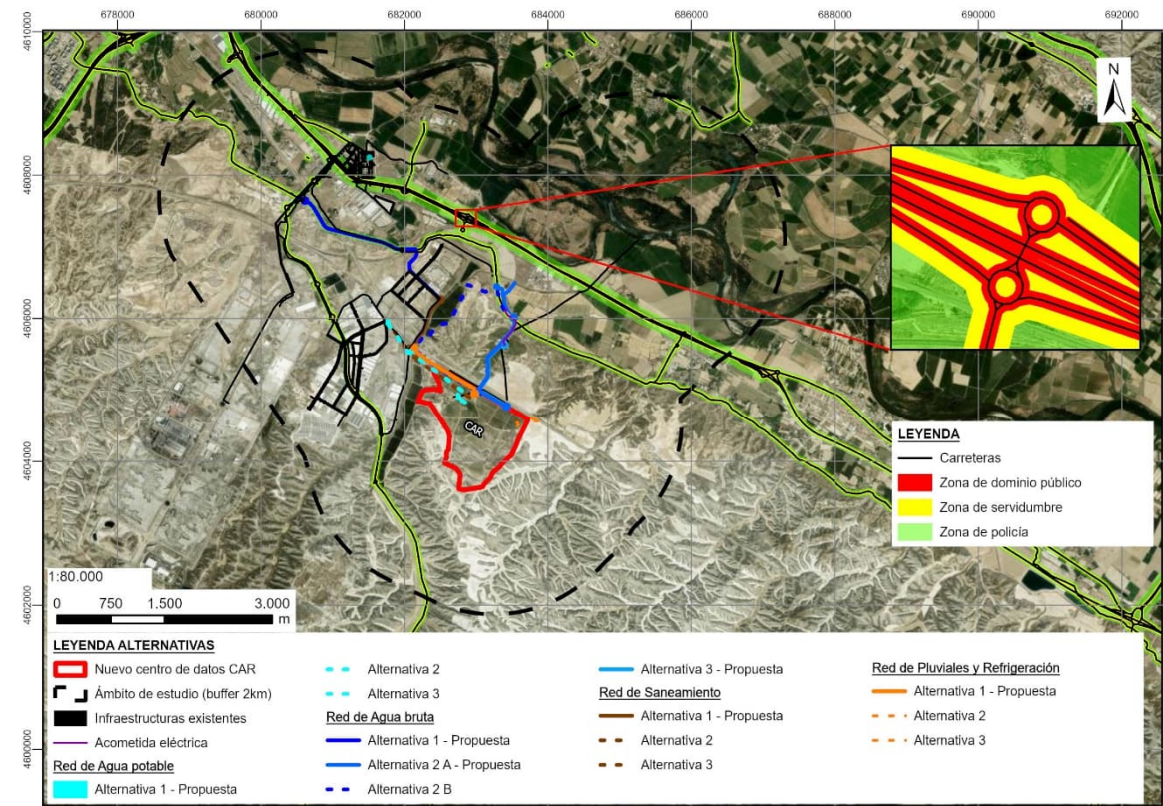 678000 680000 682000 684000 686000 688000 690000 692000
4610000
4608000
4606000
4604000
4602000
4600000
N
CAR
LEYENDA
Carreteras
Zona de dominio público
Zona de servidumbre
Zona de policía
1:80.000
0 750 1.500 3.000
m
LEYENDA ALTERNATIVAS
Nuevo centro de datos CAR
Ámbito de estudio (buffer 2km)
Infraestructuras existentes
Acometida eléctrica
Red de Agua potable
Alternativa 1 - Propuesta
Alternativa 2
Alternativa 3
Red de Agua bruta
Alternativa 1 - Propuesta
Alternativa 2 A - Propuesta
Alternativa 2 B
Alternativa 3 - Propuesta
Red de Saneamiento
Alternativa 1 - Propuesta
Alternativa 2
Alternativa 3
Red de Pluviales y Refrigeración
Alternativa 1 - Propuesta
Alternativa 2
Alternativa 3